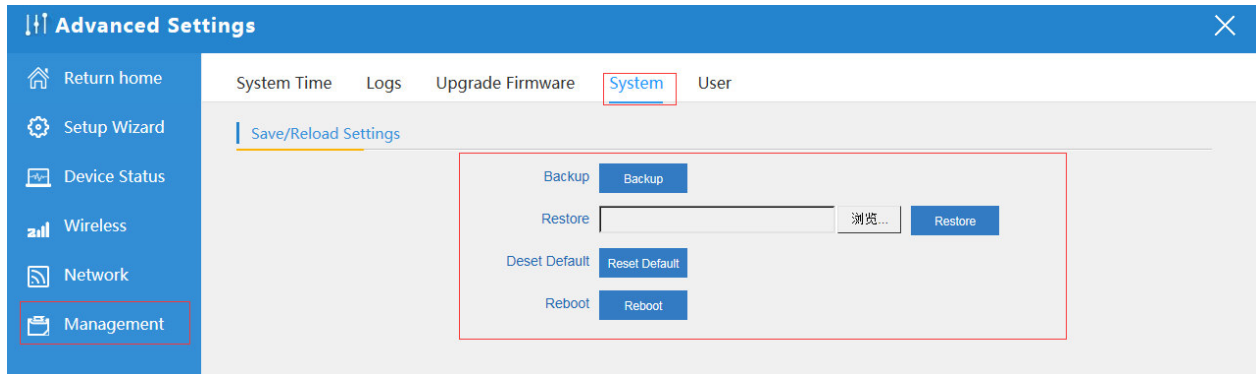 Advanced Settings
Return home
Setup Wizard
Device Status
Wireless
Network
Management
System Time Logs Upgrade Firmware System User
Save/Reload Settings
Backup Backup
Restore 浏览... Restore
Deset Default Reset Default
Reboot Reboot